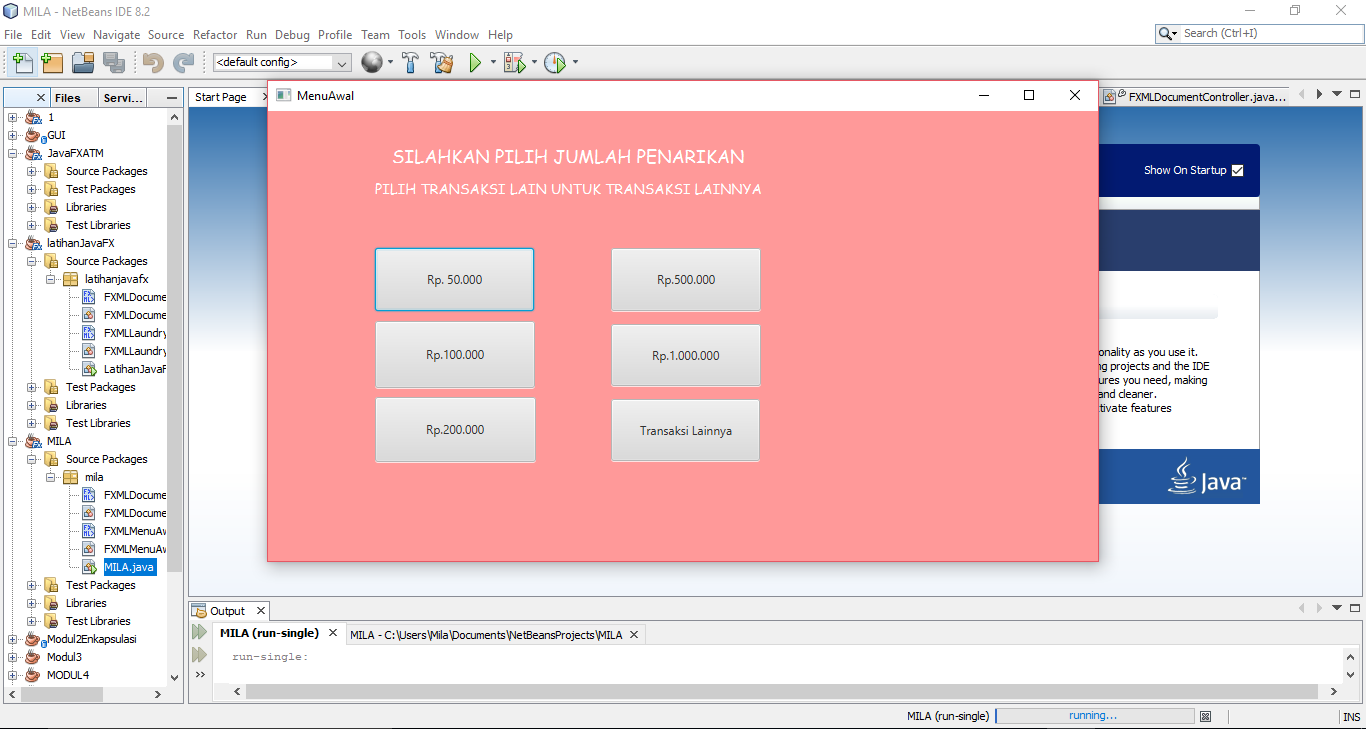 MILA - NetBeans IDE 8.2
File Edit View Navigate Source Refactor Run Debug Profile Team Tools Window Help
Search (Ctrl+I)
<default config>
Files Servi...
Start Page
FXMLDocumentController.java...
1
GUI
JavaFXATM
Source Packages
Test Packages
Libraries
Test Libraries
latihanJavaFX
Source Packages
latihanjavafx
FXMLDocume
FXMLDocume
FXMLLaundry
FXMLLaundry
LatihanJavaF
Test Packages
Libraries
Test Libraries
MILA
Source Packages
mila
FXMLDocume
FXMLDocume
FXMLMenuAw
FXMLMenuAw
MILA.java
Test Packages
Libraries
Test Libraries
Modul2Enkapsulasi
Modul3
MODUL4
MenuAwal
SILAHKAN PILIH JUMLAH PENARIKAN
PILIH TRANSAKSI LAIN UNTUK TRANSAKSI LAINNYA
Rp. 50.000
Rp.500.000
Rp.100.000
Rp.1.000.000
Rp.200.000
Transaksi Lainnya
Show On Startup
onality as you use it.
ng projects and the IDE
ures you need, making
and cleaner.
tivate features
Java™
Output
MILA (run-single)
MILA - C:\Users\Mila\Documents\NetBeansProjects\MILA
run-single:
MILA (run-single)
running...
INS